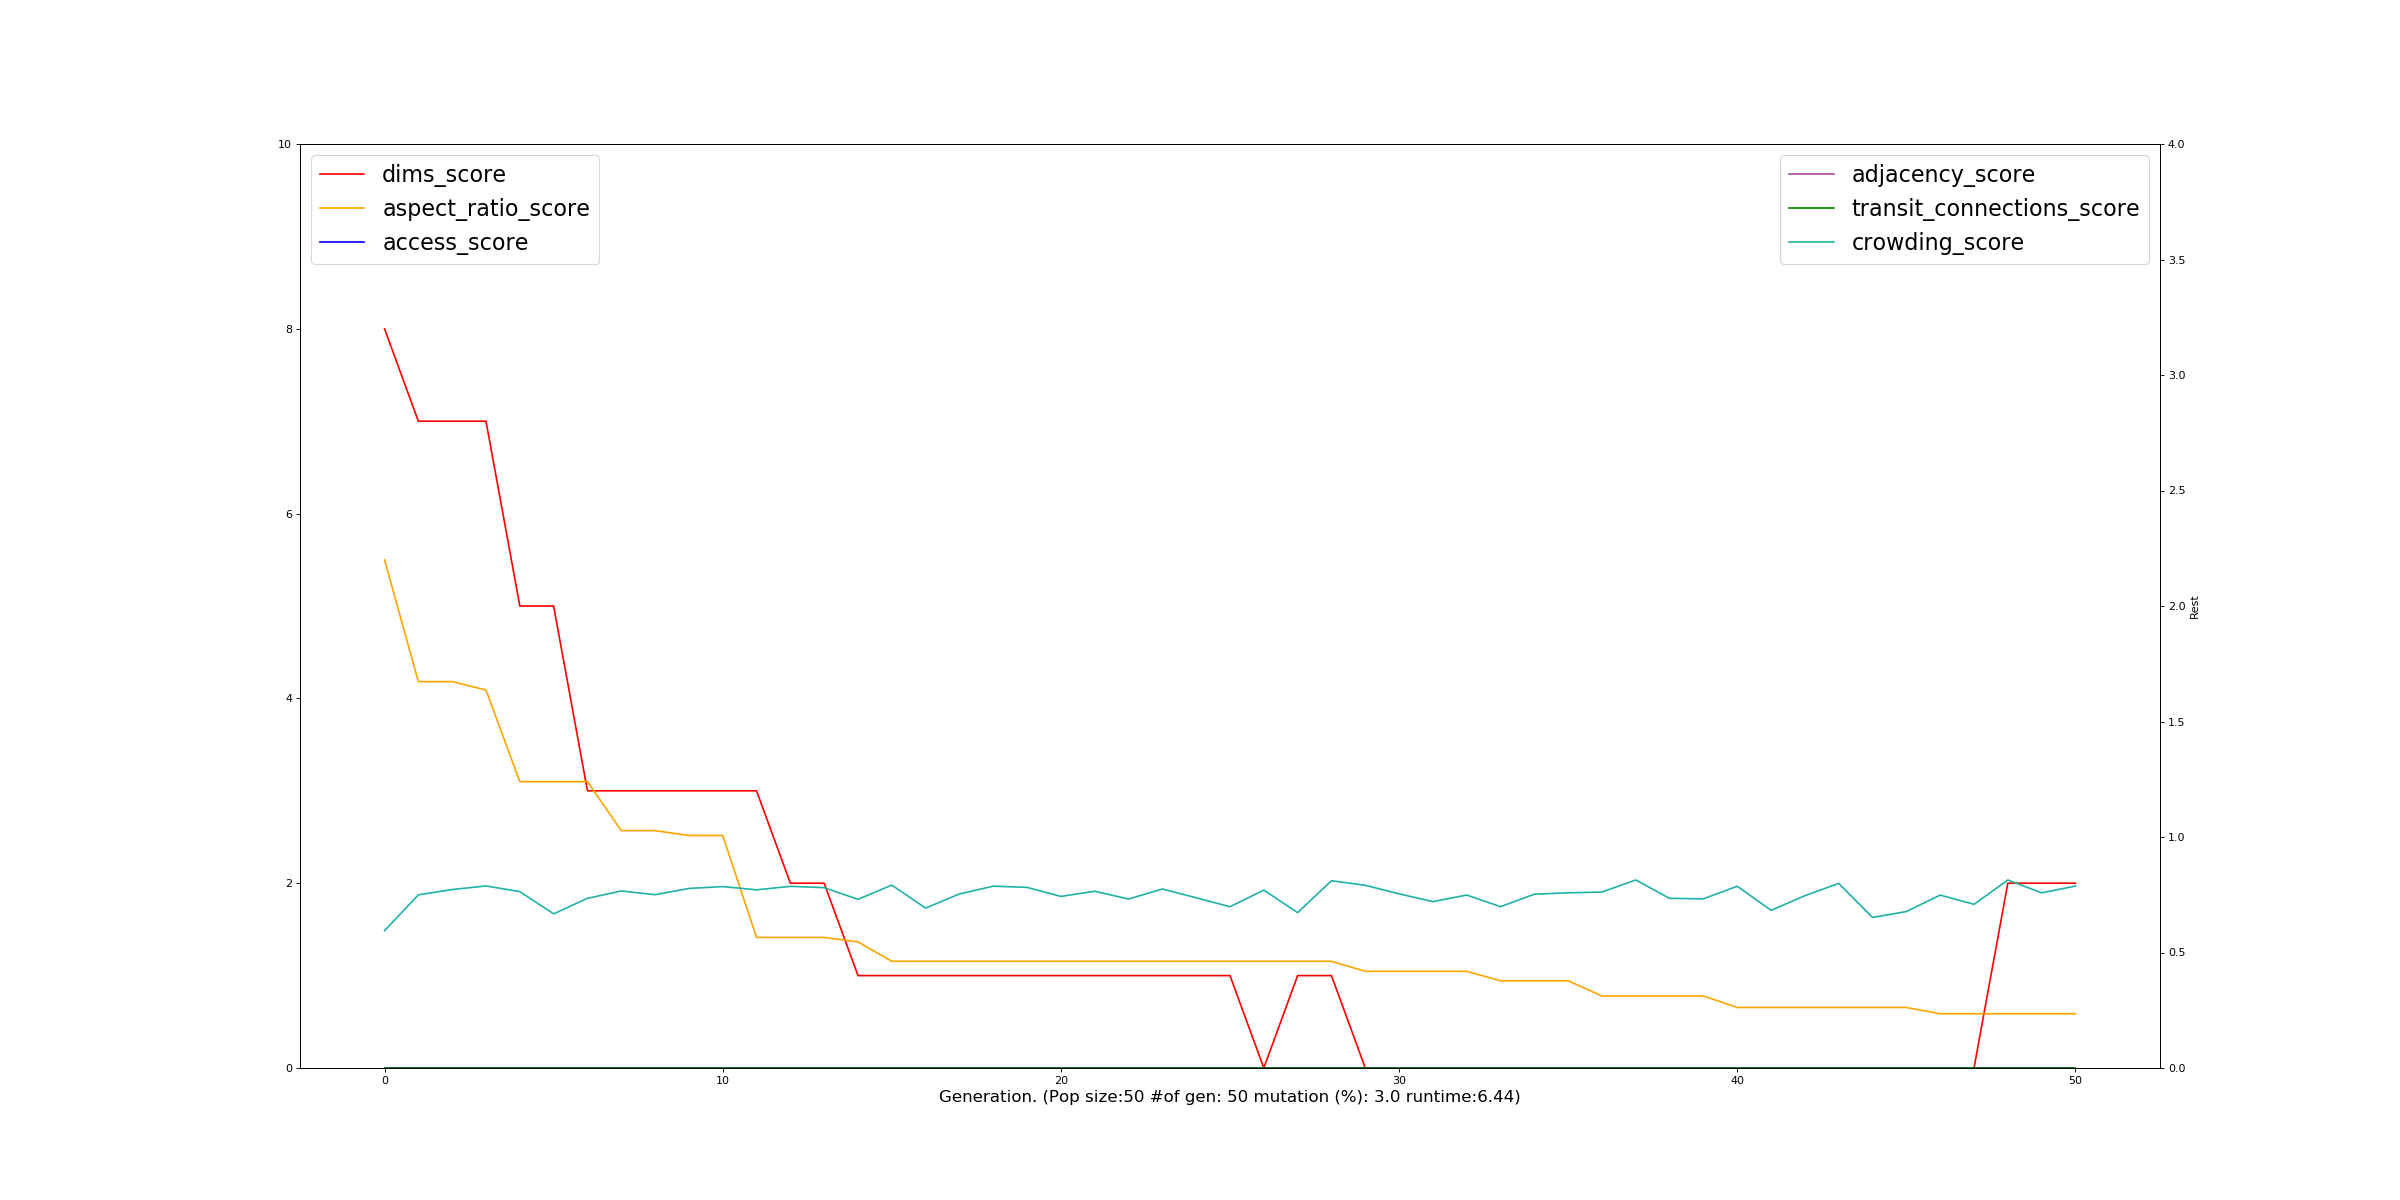 dims_score
aspect_ratio_score
access_score
adjacency_score
transit_connections_score
crowding_score
10
8
6
4
2
0
4.0
3.5
3.0
2.5
2.0
1.5
1.0
0.5
0.0
Rest
0 10 20 30 40 50
Generation. (Pop size:50 #of gen: 50 mutation (%): 3.0 runtime:6.44)